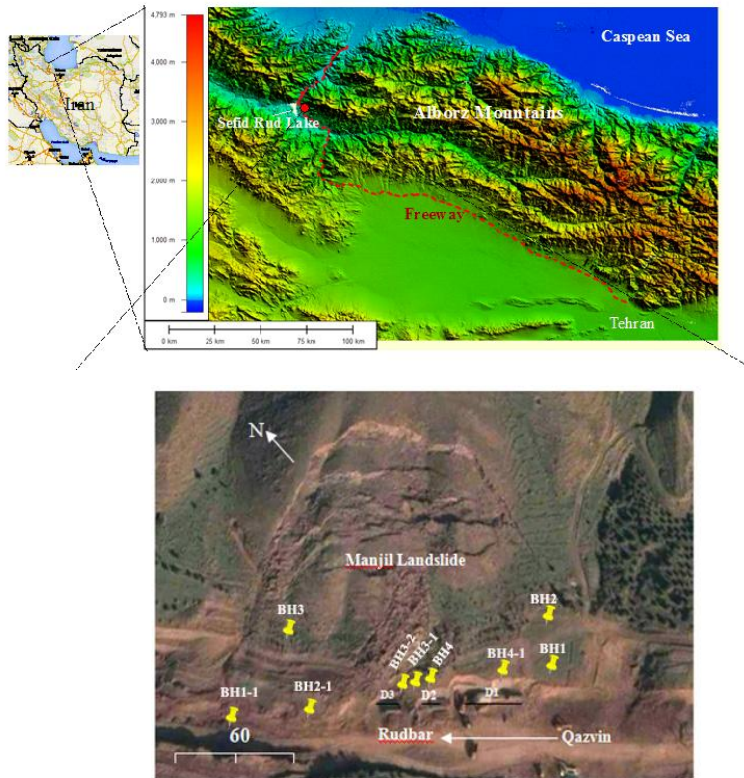 Iran
4.793 m
3,000 m
2,000 m
1,000 m
0 m
Caspean Sea
Sefid Rud Lake
Alborz Mountains
Freeway
Tehran
0 km
25 km
50 km
75 km
100 km
N
Manjil Landslide
BH3
BH2
BH3-2
BH3-1
BH4
BH4-1
BH1
BH1-1
BH2-1
D3
D2
D1
60
Rudbar
Qazvin